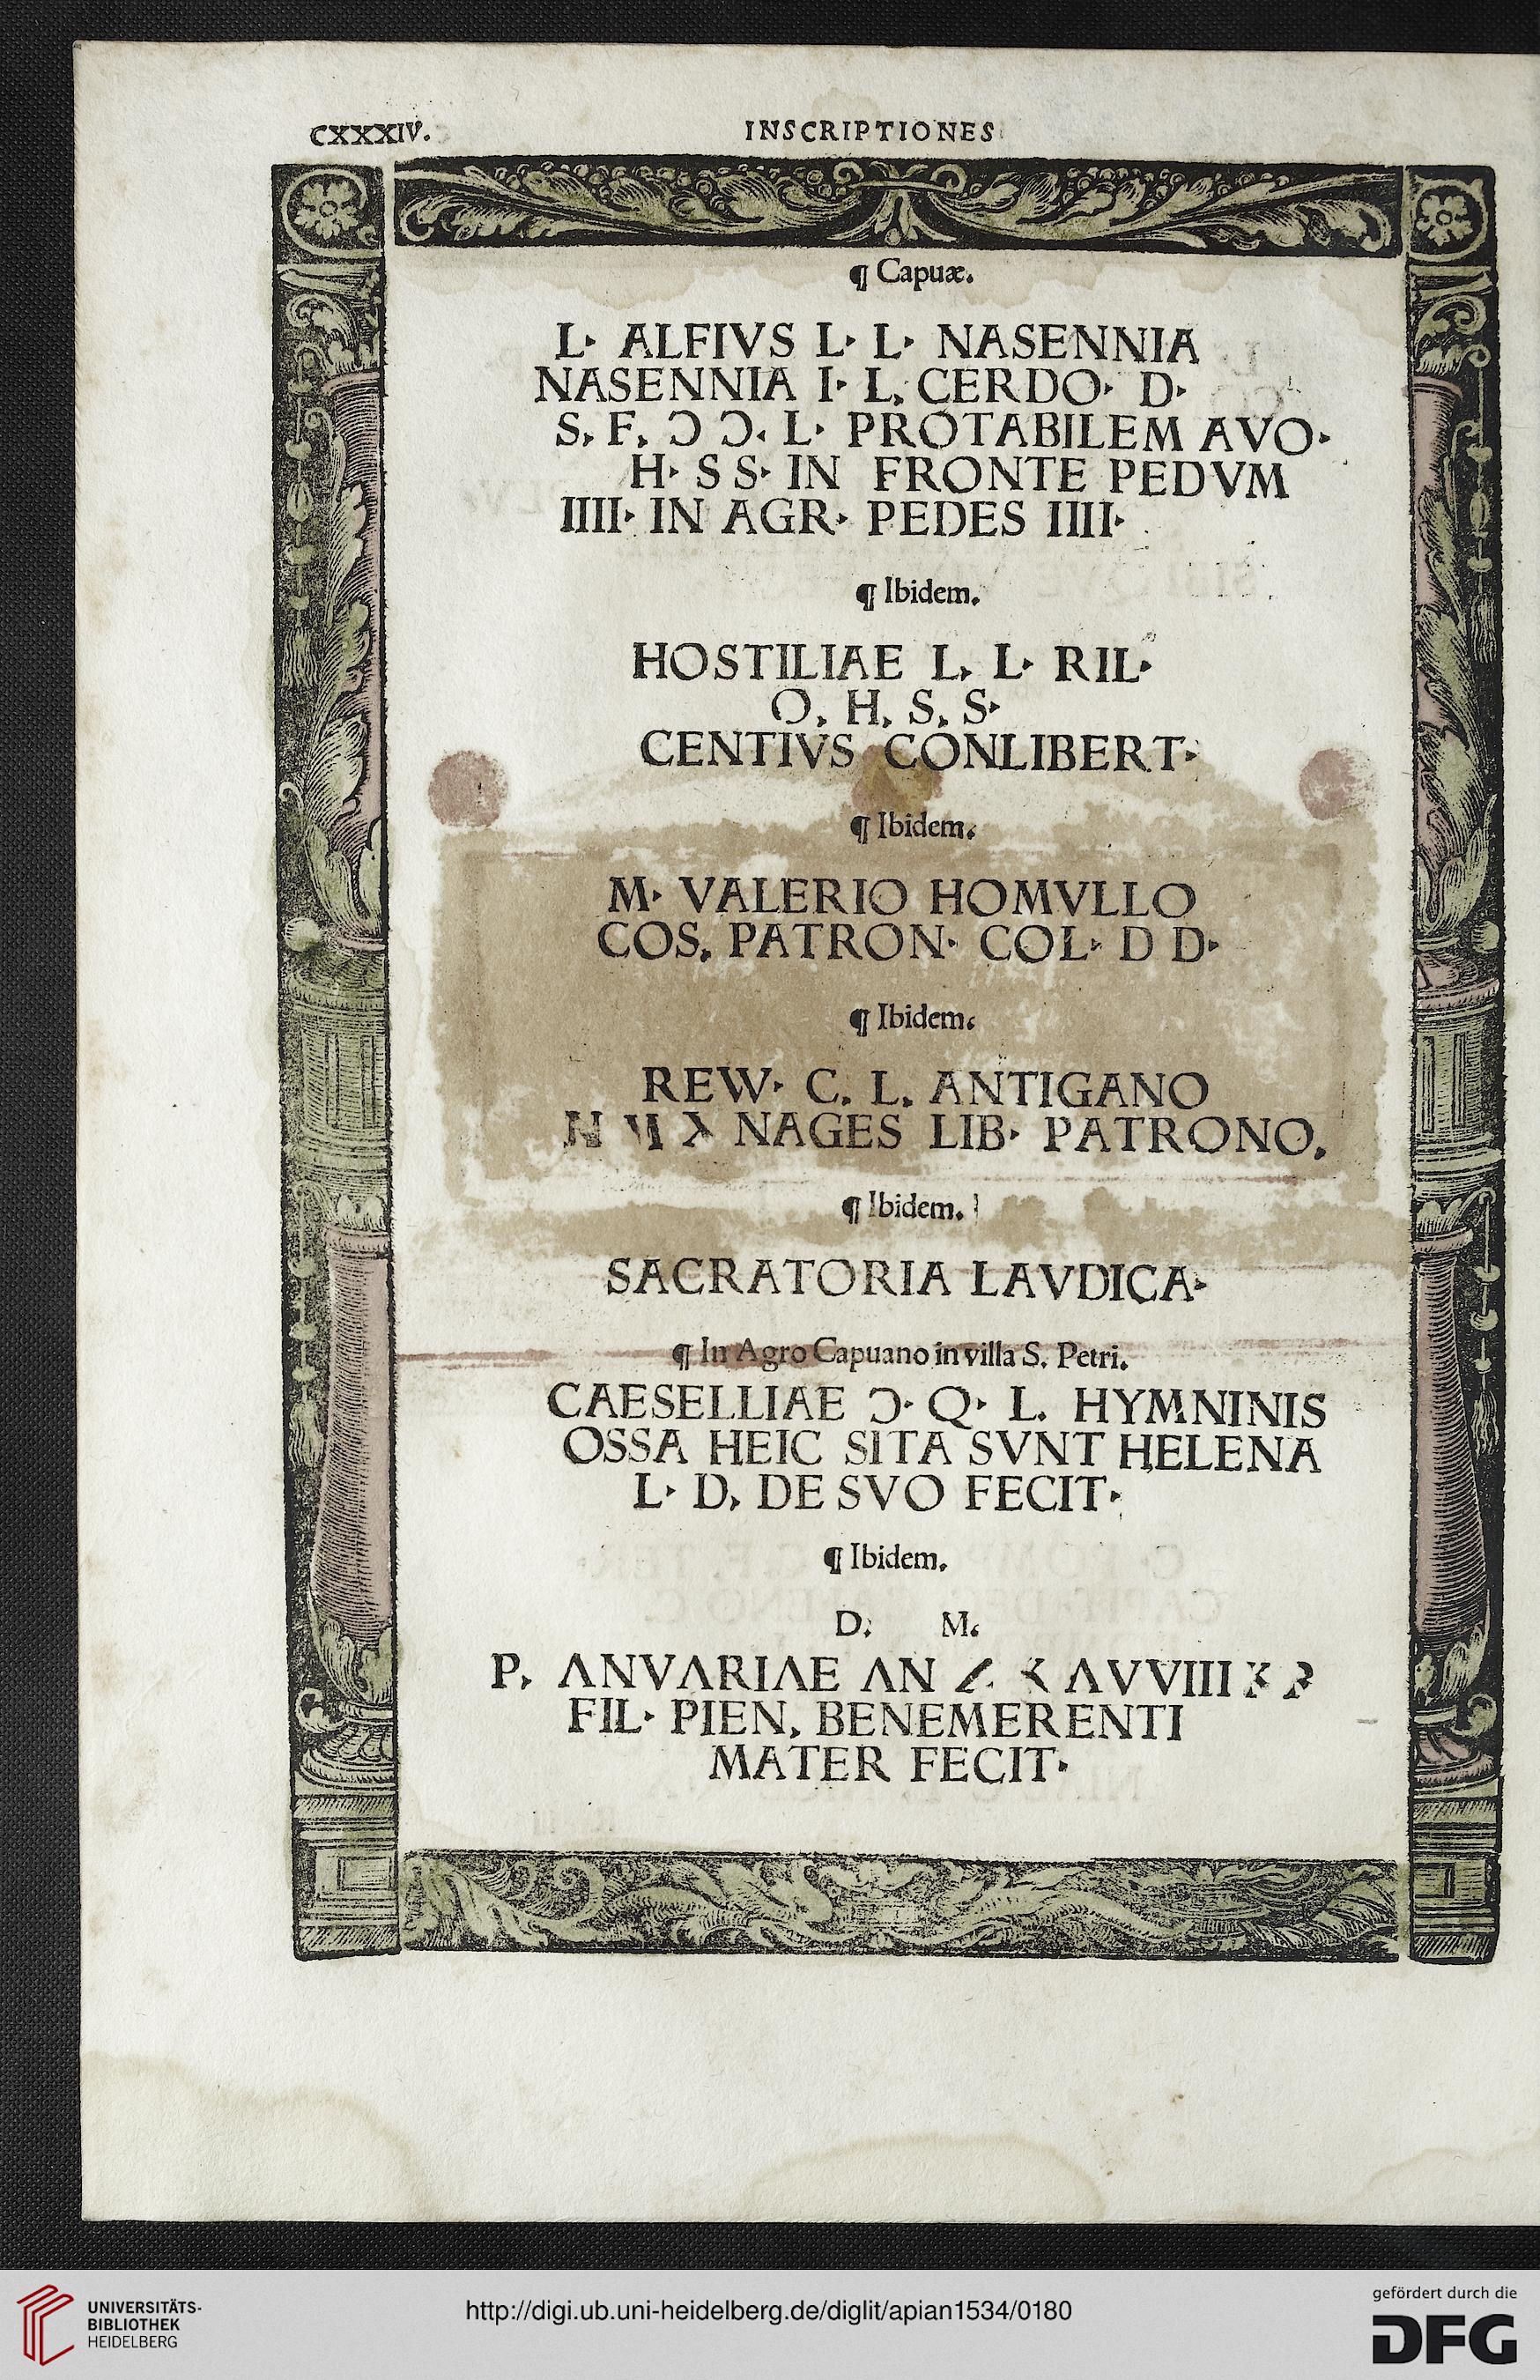 CXXXIV.
INSCRIPTIONES
¶ Capuæ.
L· ALFIVS L· L· NASENNIA
NASENNIA I· L. CERDO· D·
S. F. Ɔ Ɔ. L· PROTABILEM AVO·
H· S S· IN FRONTE PEDVM
IIII· IN AGR· PEDES IIII·
¶ Ibidem.
HOSTILIAE L. L· RIL·
O. H. S. S·
CENTIVS CONLIBERT·
¶ Ibidem.
M· VALERIO HOMVLLO
COS. PATRON· COL· D D·
¶ Ibidem.
REW· C. L. ANTIGANO
NAGES LIB· PATRONO.
¶ Ibidem.
SACRATORIA LAVDICA·
¶ In Agro Capuano in villa S. Petri.
CAESELLIAE Ɔ· Q· L. HYMNINIS
OSSA HEIC SITA SVNT HELENA
L· D. DE SVO FECIT·
¶ Ibidem.
D. M.
P. ΛNVΛRIΛE ΛN ΛVVIIII
FIL· PIEN. BENEMERENTI
MATER FECIT·
UNIVERSITÄTS-
BIBLIOTHEK
HEIDELBERG
http://digi.ub.uni-heidelberg.de/diglit/apian1534/0180
gefördert durch die
DFG